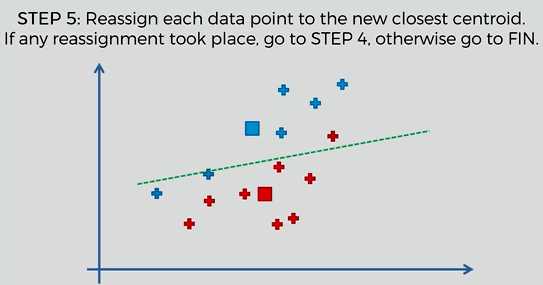 STEP 5: Reassign each data point to the new closest centroid.
If any reassignment took place, go to STEP 4, otherwise go to FIN.